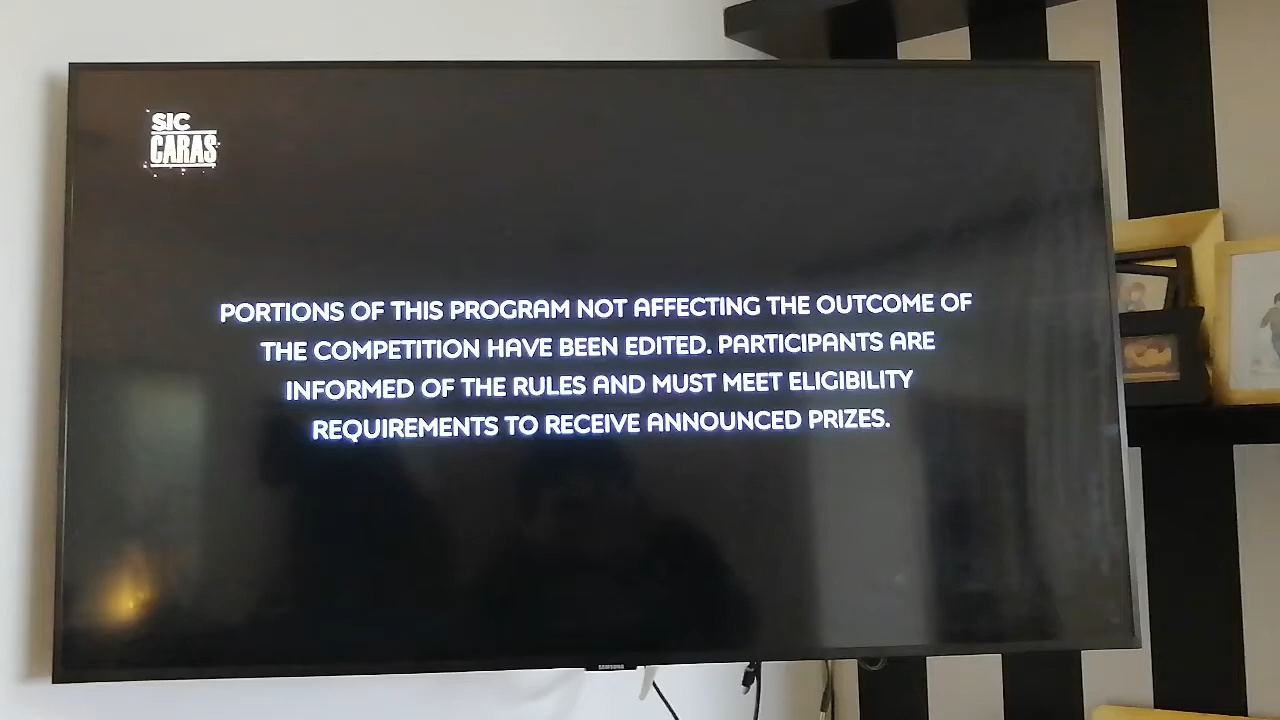 SIC
CARAS
PORTIONS OF THIS PROGRAM NOT AFFECTING THE OUTCOME OF
THE COMPETITION HAVE BEEN EDITED. PARTICIPANTS ARE
INFORMED OF THE RULES AND MUST MEET ELIGIBILITY
REQUIREMENTS TO RECEIVE ANNOUNCED PRIZES.
SAMSUNG